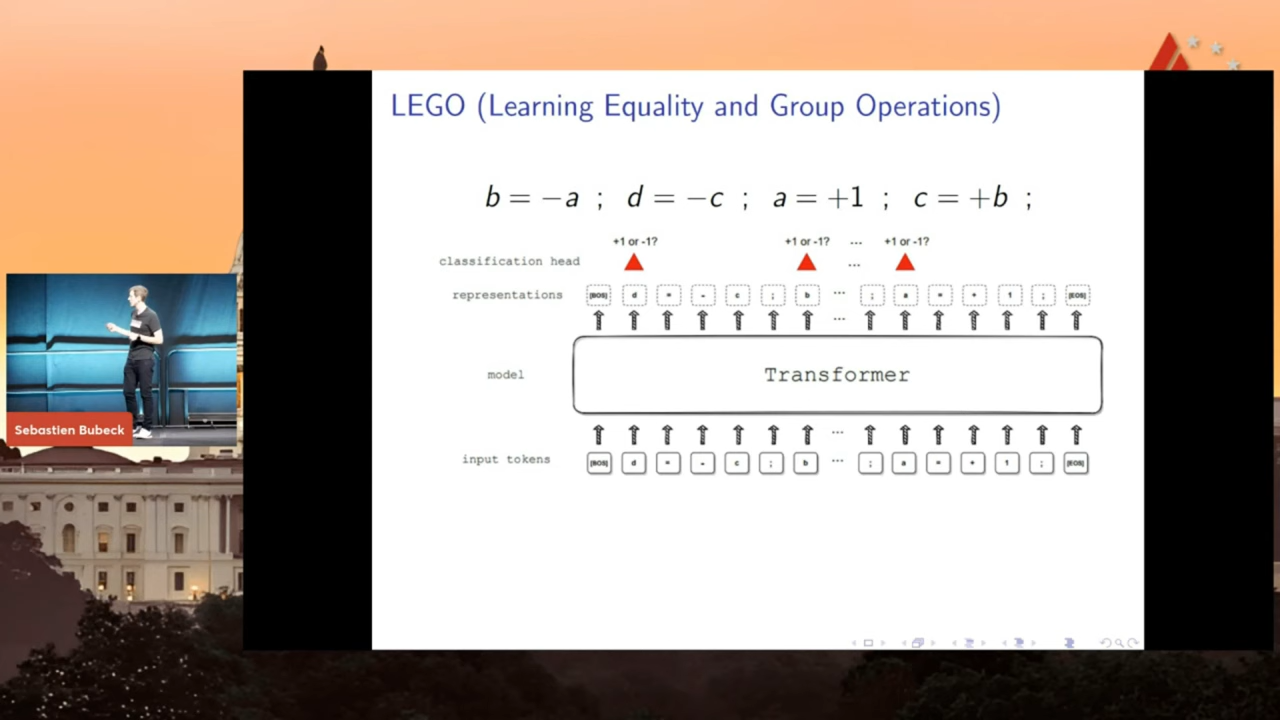 LEGO (Learning Equality and Group Operations)
b = −a ; d = −c ; a = +1 ; c = +b ;
+1 or -1? +1 or -1? ... +1 or -1?
classification head ...
representations [BOS] d = - c ; b ... ; a = + 1 ; [EOS]
...
model Transformer
...
input tokens [BOS] d = - c ; b ... ; a = + 1 ; [EOS]
Sebastien Bubeck